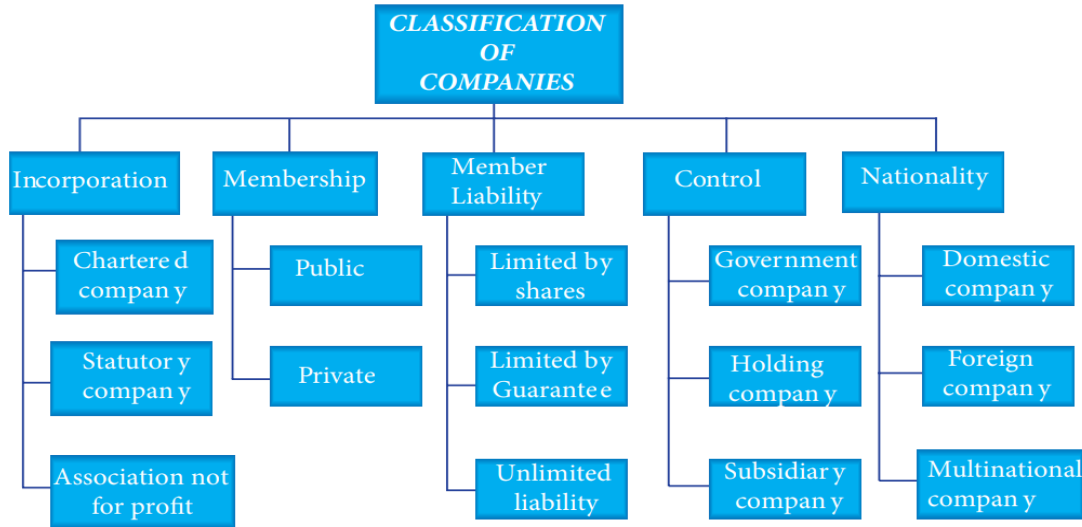 CLASSIFICATION
OF
COMPANIES
Incorporation
Membership
Member
Liability
Control
Nationality
Chartered
company
Statutory
company
Association not
for profit
Public
Private
Limited by
shares
Limited by
Guarantee
Unlimited
liability
Government
company
Holding
company
Subsidiary
company
Domestic
company
Foreign
company
Multinational
company